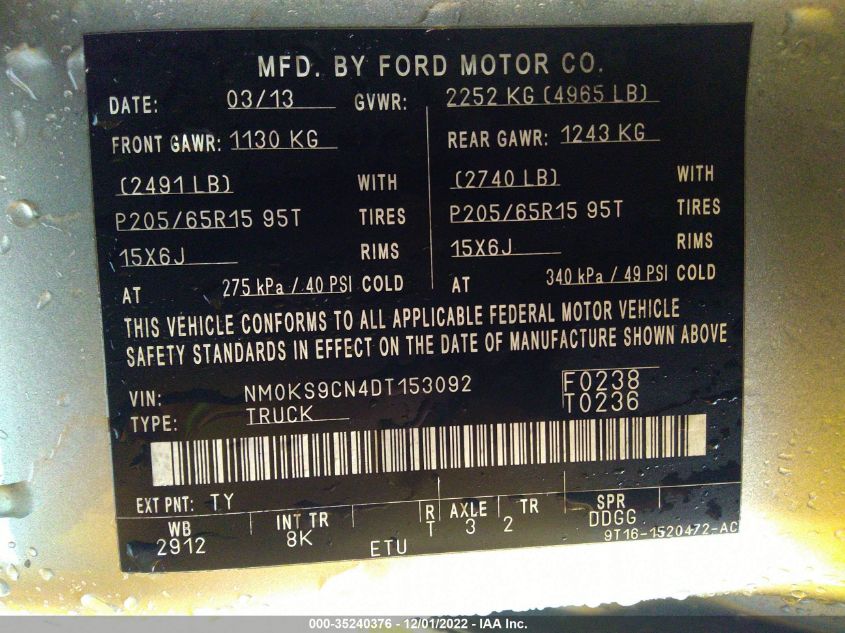 MFD. BY FORD MOTOR CO.
DATE: 03/13 GVWR: 2252 KG (4965 LB)
FRONT GAWR: 1130 KG REAR GAWR: 1243 KG
(2491 LB) WITH (2740 LB) WITH
P205/65R15 95T TIRES P205/65R15 95T TIRES
15X6J RIMS 15X6J RIMS
AT 275 kPa / 40 PSI COLD AT 340 kPa / 49 PSI COLD
THIS VEHICLE CONFORMS TO ALL APPLICABLE FEDERAL MOTOR VEHICLE
SAFETY STANDARDS IN EFFECT ON THE DATE OF MANUFACTURE SHOWN ABOVE
VIN: NM0KS9CN4DT153092 F0238
TYPE: TRUCK T0236
EXT PNT: TY
WB INT TR R AXLE TR SPR
2912 8K T 3 2 DDGG
ETU 9T16-1520472-AC
000-35240376 - 12/01/2022 - IAA Inc.